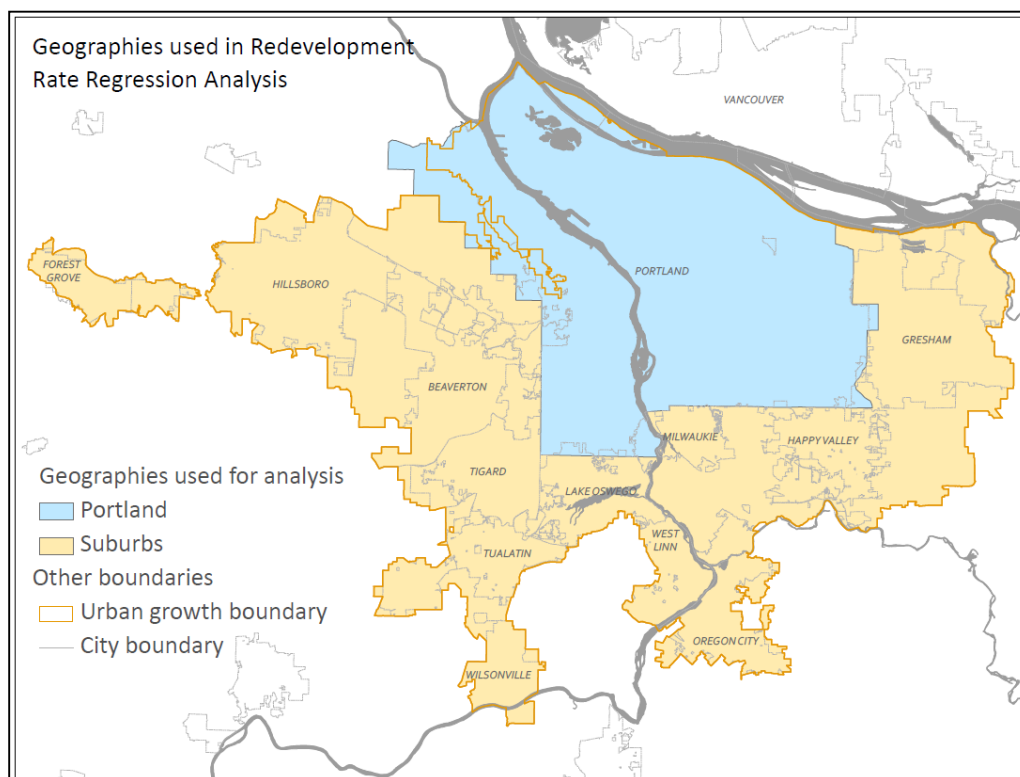 Geographies used in Redevelopment
Rate Regression Analysis
VANCOUVER
FOREST
GROVE
HILLSBORO
PORTLAND
GRESHAM
BEAVERTON
MILWAUKIE
HAPPY VALLEY
TIGARD
LAKE OSWEGO
WEST
LINN
TUALATIN
OREGON CITY
WILSONVILLE
Geographies used for analysis
Portland
Suburbs
Other boundaries
Urban growth boundary
City boundary